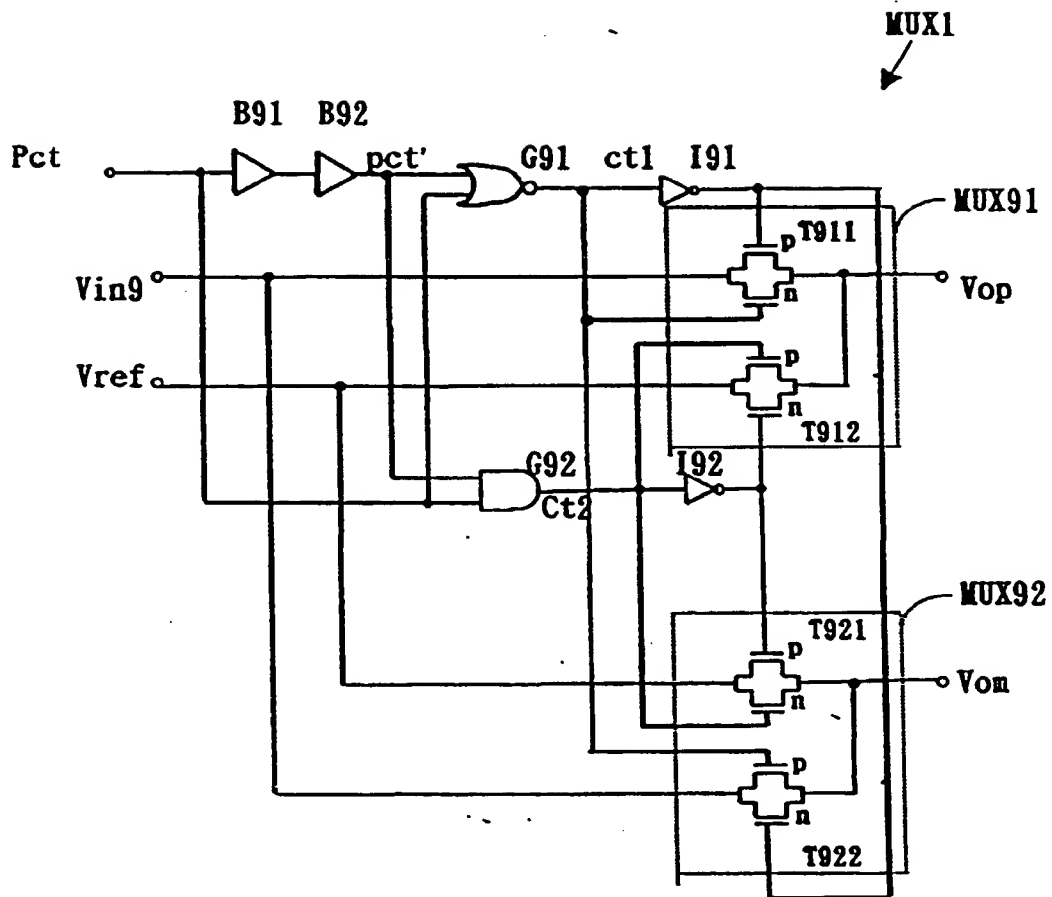 MUX1
B91 B92
Pct pct' G91 ct1 I91
MUX91
p T911
Vin9 n Vop
Vref p
n
T912
G92 I92
Ct2
MUX92
T921
p
n Vom
p
n
T922